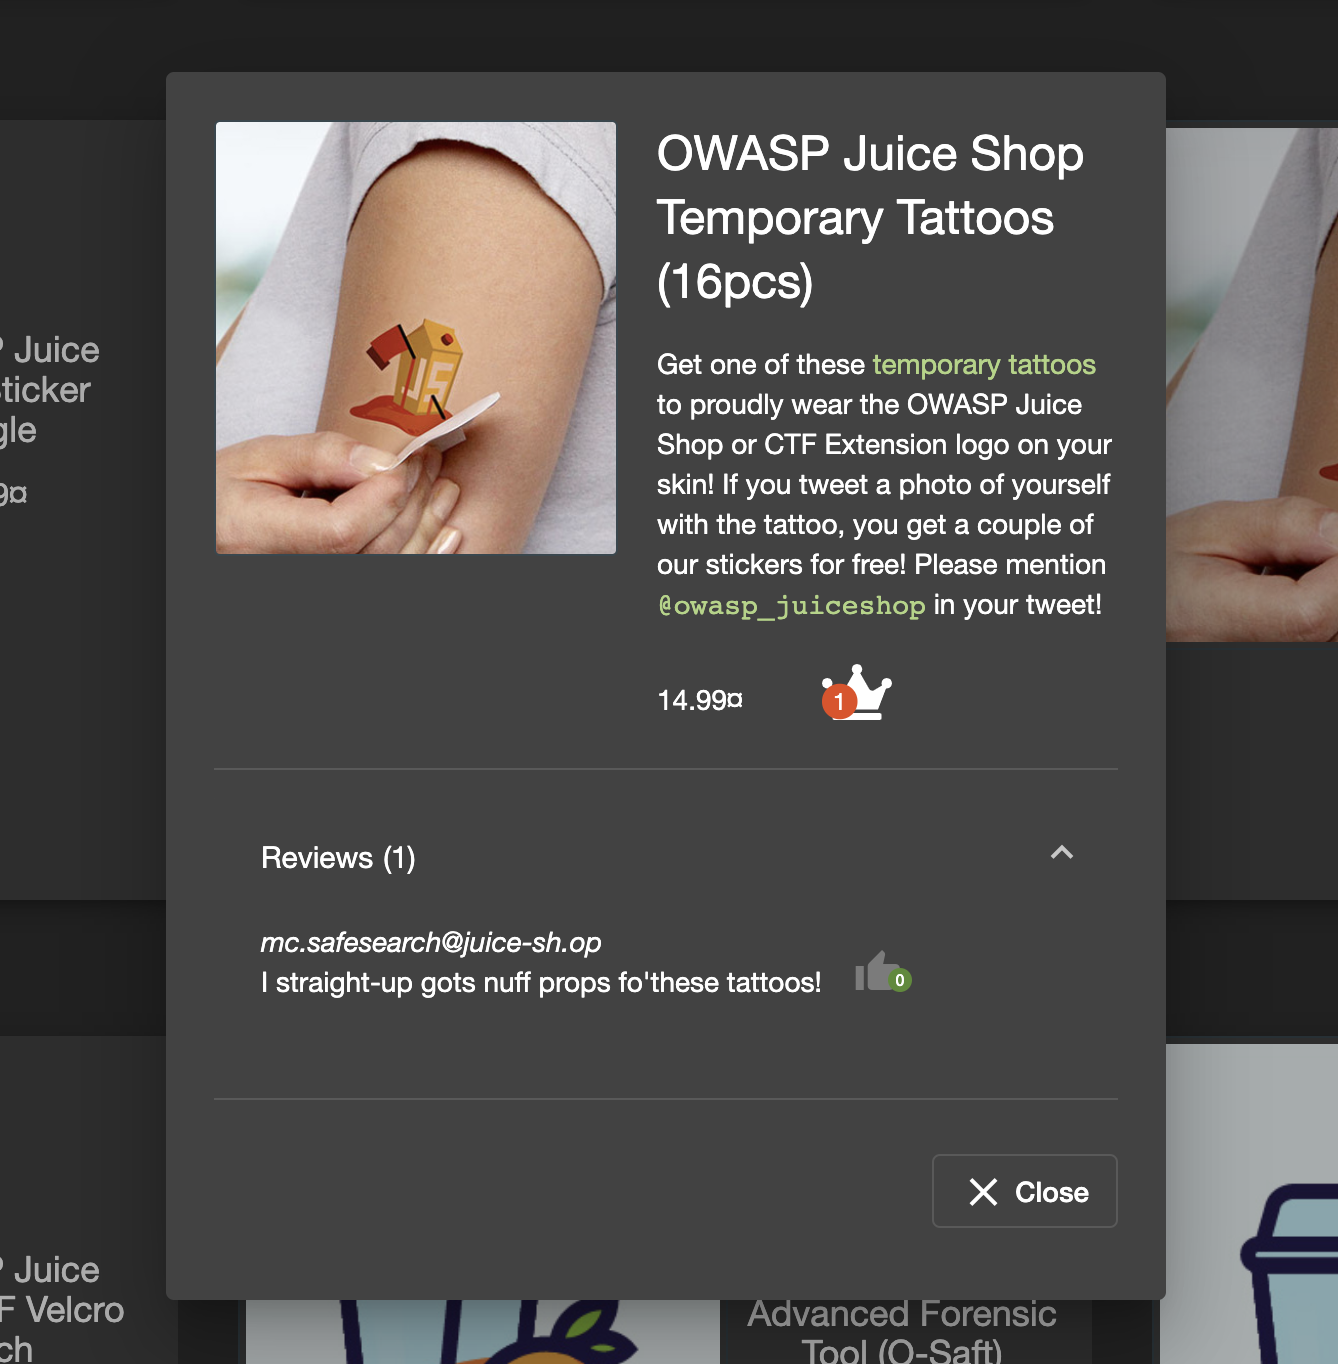 OWASP Juice Shop
Temporary Tattoos
(16pcs)
Get one of these temporary tattoos
to proudly wear the OWASP Juice
Shop or CTF Extension logo on your
skin! If you tweet a photo of yourself
with the tattoo, you get a couple of
our stickers for free! Please mention
@owasp_juiceshop in your tweet!
14.99¤
1
JS
Reviews (1)
mc.safesearch@juice-sh.op
I straight-up gots nuff props fo'these tattoos!
0
Close
Juice
9¤
Juice
F Velcro
Advanced Forensic
Tool (O-Saft)